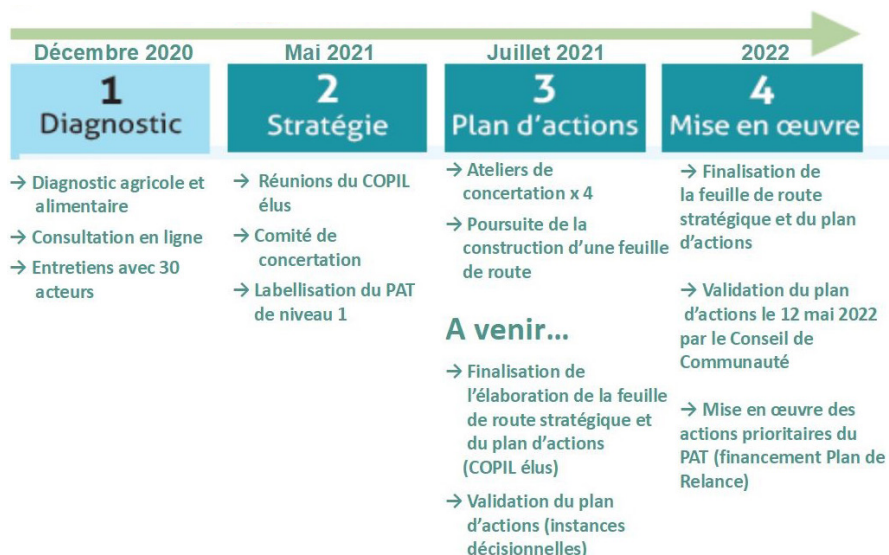 Décembre 2020
1
Diagnostic
→ Diagnostic agricole et
alimentaire
→ Consultation en ligne
→ Entretiens avec 30
acteurs
Mai 2021
2
Stratégie
→ Réunions du COPIL
élus
→ Comité de
concertation
→ Labellisation du PAT
de niveau 1
Juillet 2021
3
Plan d'actions
→ Ateliers de
concertation x 4
→ Poursuite de la
construction d'une feuille
de route
A venir...
→ Finalisation de
l'élaboration de la feuille
de route stratégique et
du plan d'actions
(COPIL élus)
→ Validation du plan
d'actions (instances
décisionnelles)
2022
4
Mise en œuvre
→ Finalisation de
la feuille de route
stratégique et du plan
d'actions
→ Validation du plan
d'actions le 12 mai 2022
par le Conseil de
Communauté
→ Mise en œuvre des
actions prioritaires du
PAT (financement Plan de
Relance)